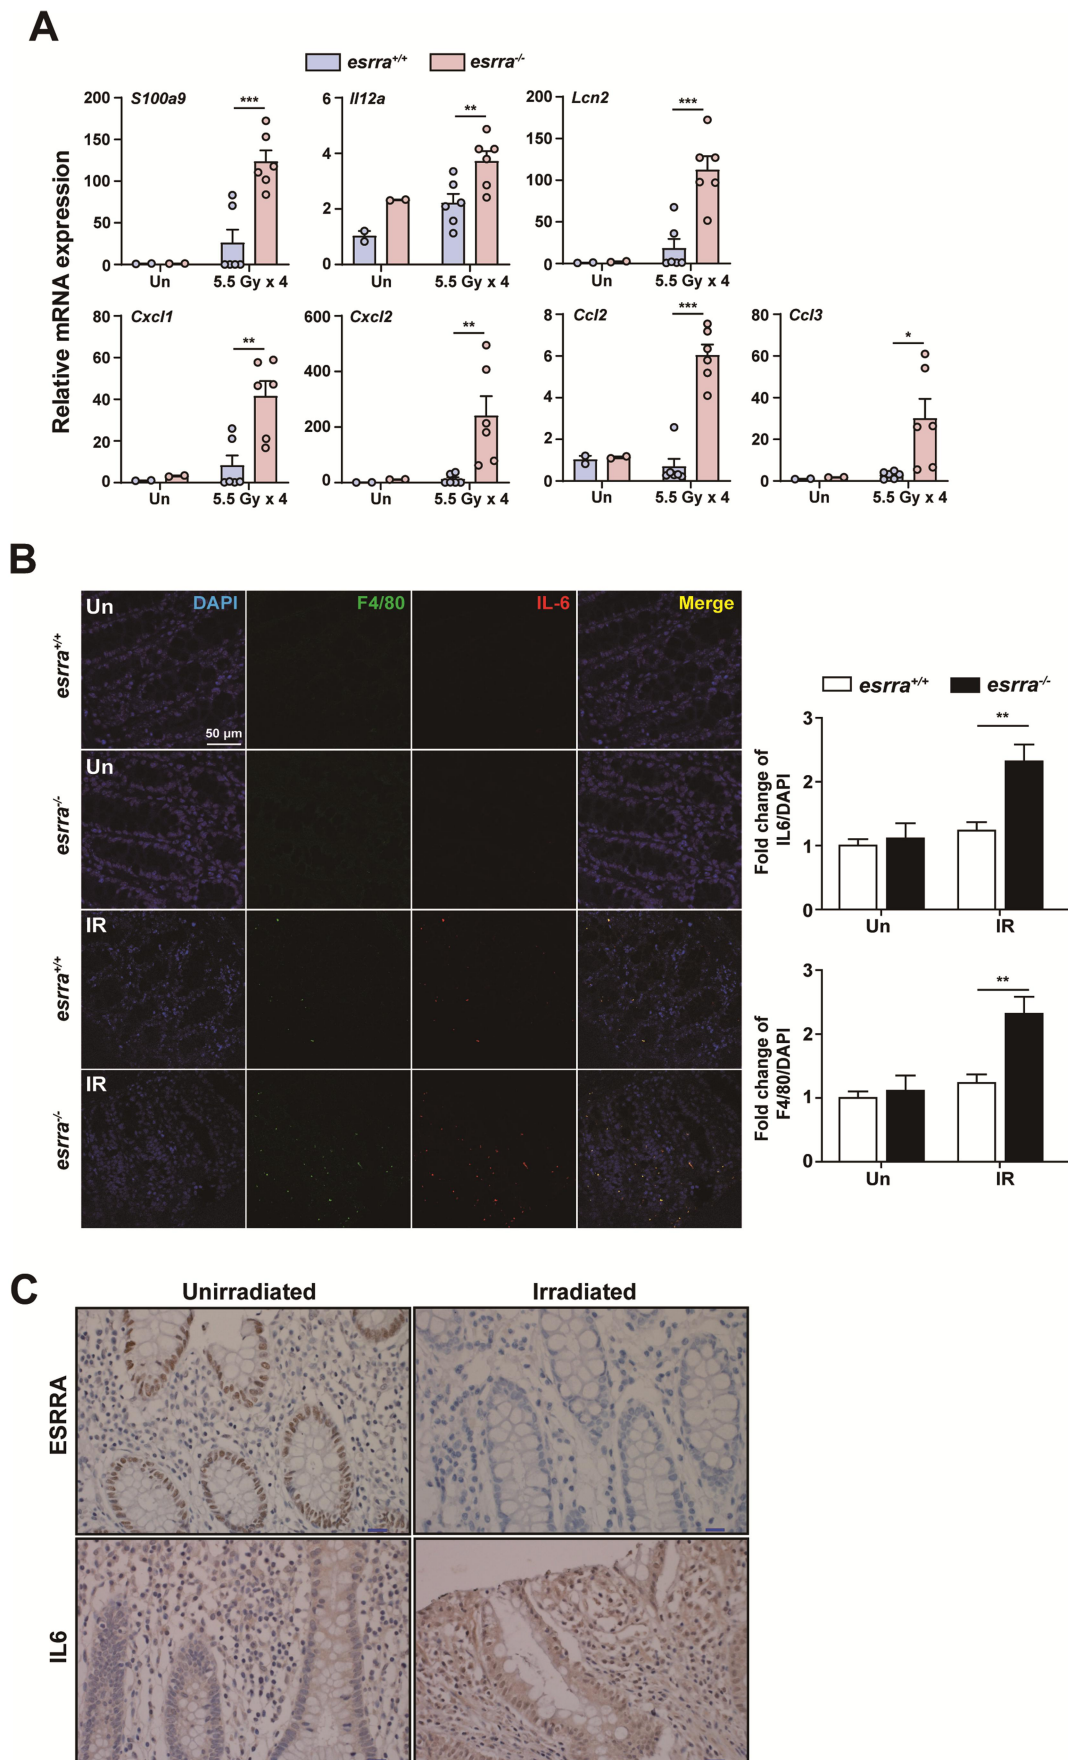 A
esrra+/+ esrra-/-
Relative mRNA expression
S100a9
***
200
150
100
50
0
Un 5.5 Gy x 4
Il12a
**
6
4
2
0
Un 5.5 Gy x 4
Lcn2
***
200
150
100
50
0
Un 5.5 Gy x 4
Cxcl1
**
80
60
40
20
0
Un 5.5 Gy x 4
Cxcl2
**
600
400
200
0
Un 5.5 Gy x 4
Ccl2
***
8
6
4
2
0
Un 5.5 Gy x 4
Ccl3
*
80
60
40
20
0
Un 5.5 Gy x 4
B
Un DAPI F4/80 IL-6 Merge
esrra+/+
50 µm
Un
esrra-/-
IR
esrra+/+
IR
esrra-/-
esrra+/+ esrra-/-
Fold change of
IL6/DAPI
3
2
1
0
**
Un IR
Fold change of
F4/80/DAPI
3
2
1
0
**
Un IR
C
Unirradiated Irradiated
ESRRA
IL6